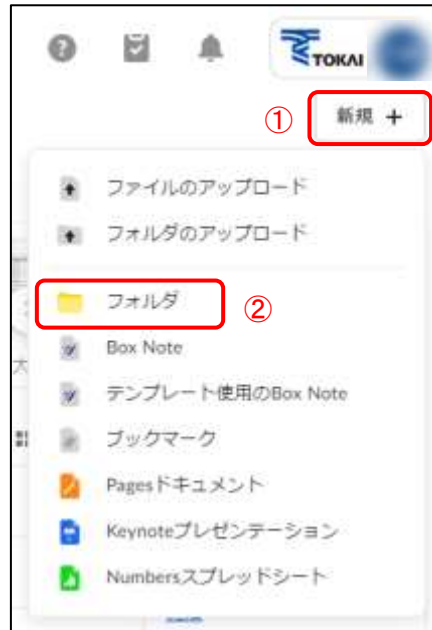 TOKAI
① 新規 +
ファイルのアップロード
フォルダのアップロード
フォルダ ②
Box Note
テンプレート使用のBox Note
ブックマーク
Pagesドキュメント
Keynoteプレゼンテーション
Numbersスプレッドシート